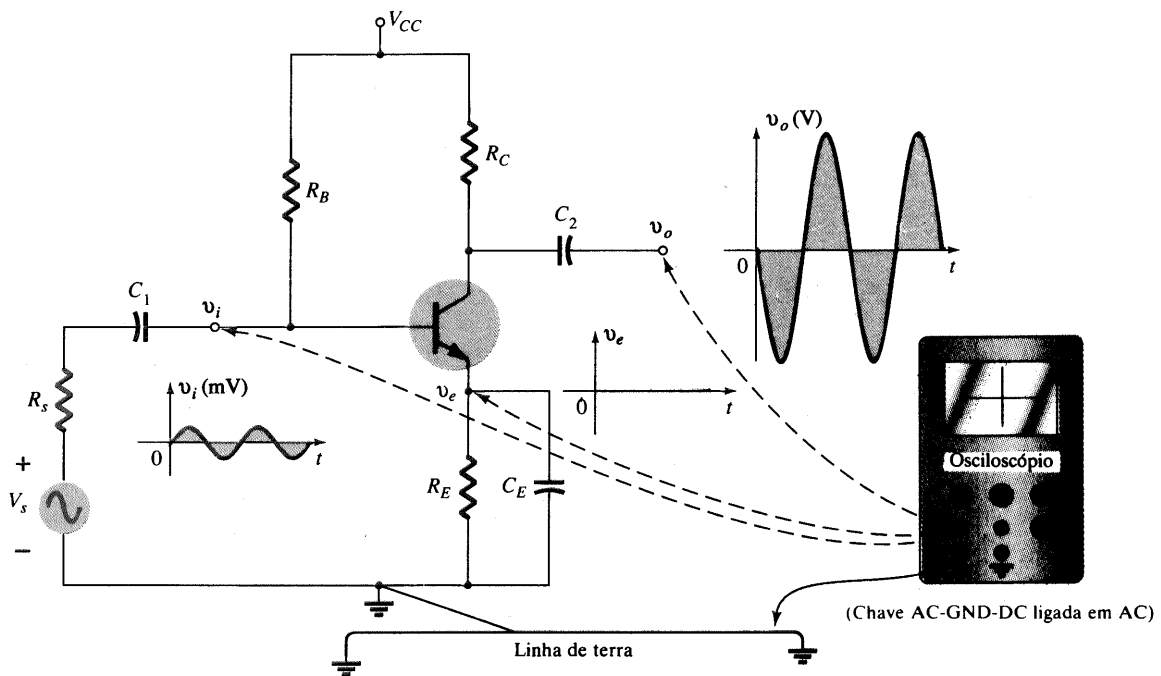 V_CC
R_B
R_C
C_2
v_o
v_o (V)
0
t
C_1
v_i
R_s
v_i (mV)
0
t
+
V_s
−
v_e
v_e
0
t
R_E
C_E
Osciloscópio
(Chave AC-GND-DC ligada em AC)
Linha de terra